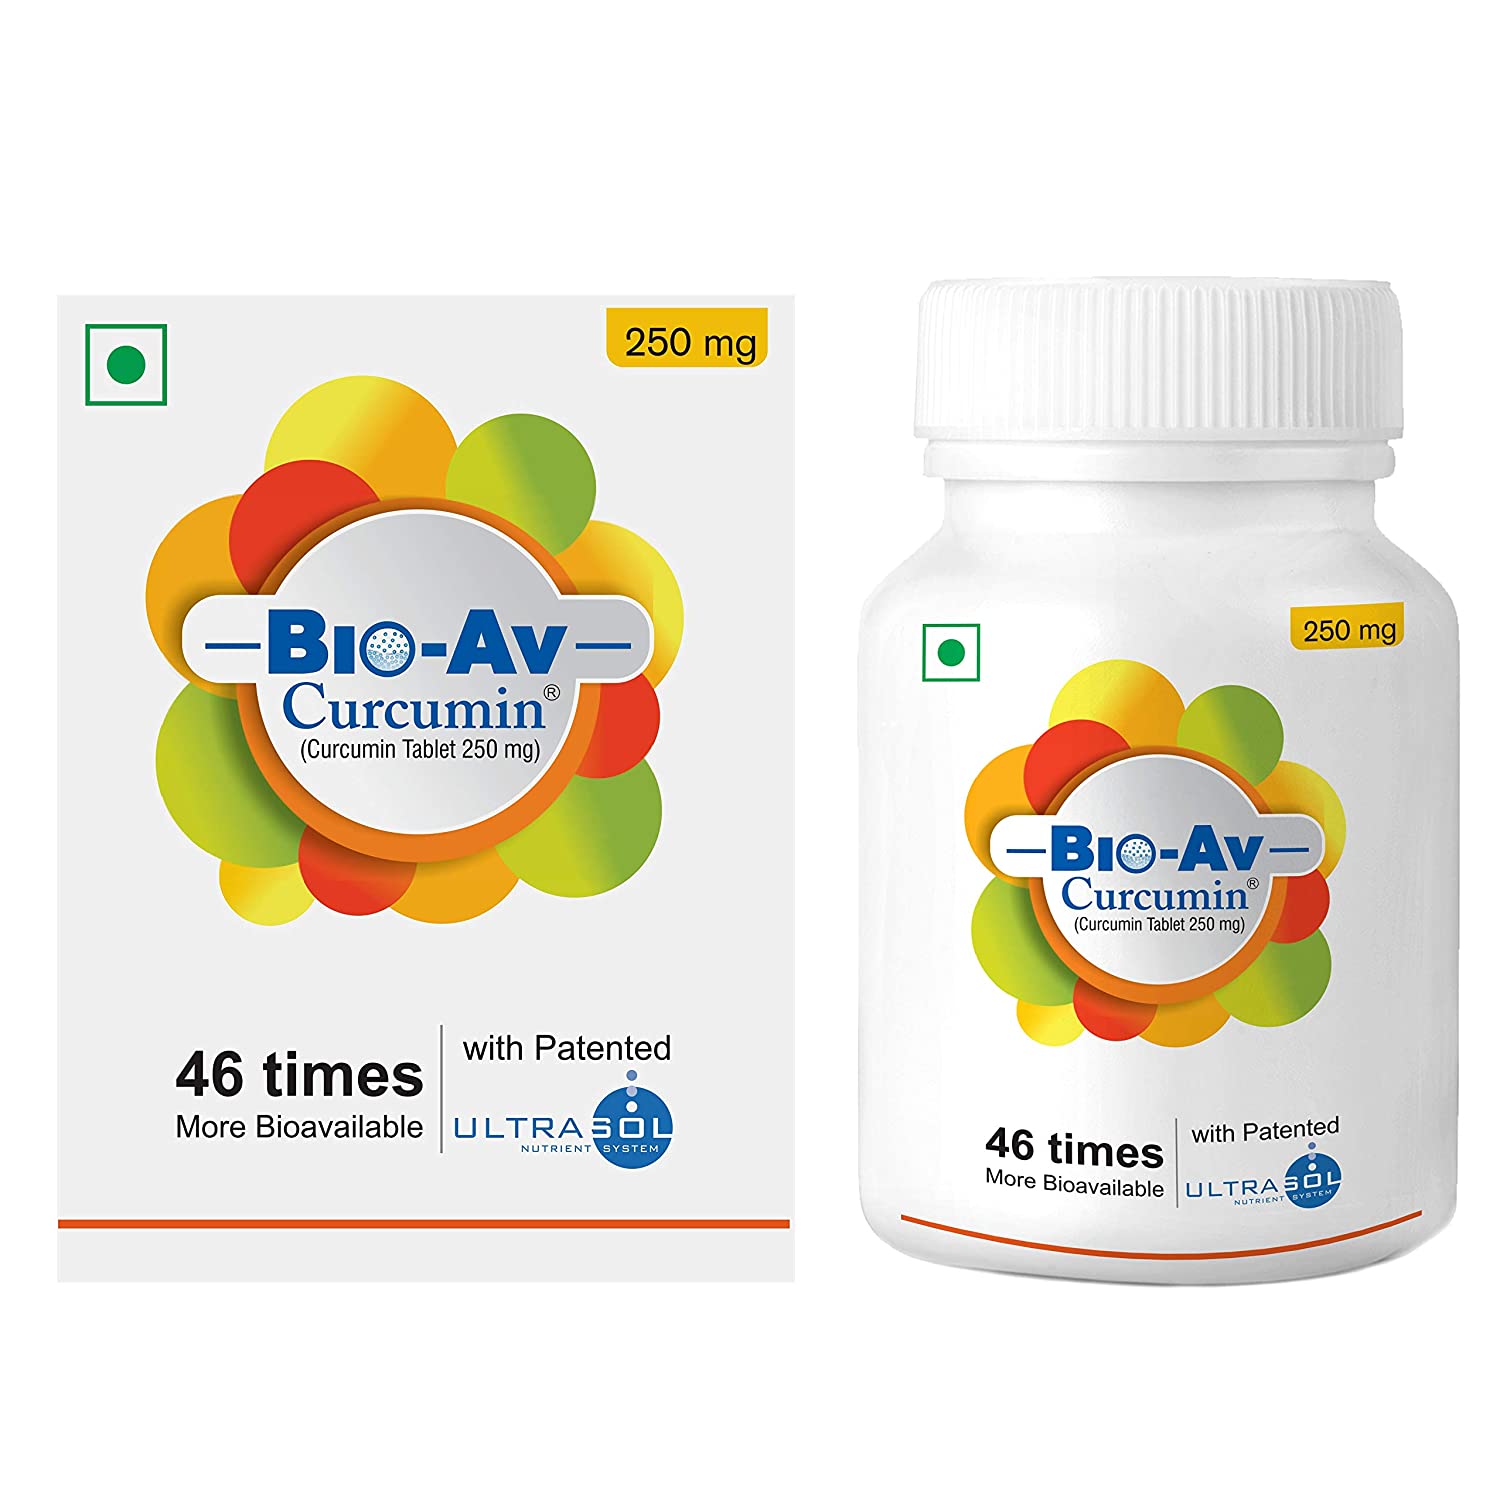 250 mg
BIO-AV
Curcumin®
(Curcumin Tablet 250 mg)
46 times
More Bioavailable
with Patented
ULTRASOL
NUTRIENT SYSTEM
250 mg
BIO-AV
Curcumin®
(Curcumin Tablet 250 mg)
46 times
More Bioavailable
with Patented
ULTRASOL
NUTRIENT SYSTEM